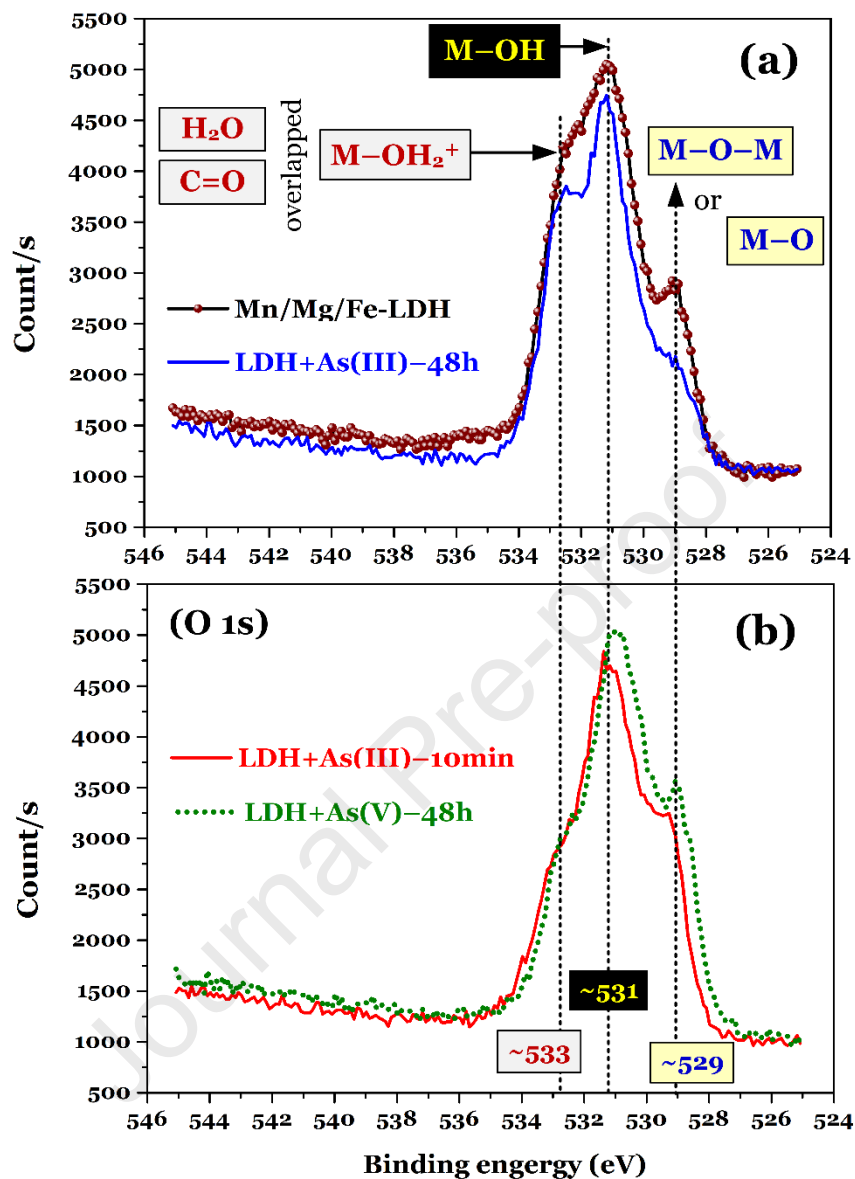 5500
5000
4500
4000
3500
3000
2500
2000
1500
1000
500
Count/s
M–OH
(a)
H₂O
C=O
overlapped
M–OH₂⁺
M–O–M
or
M–O
Mn/Mg/Fe-LDH
LDH+As(III)–48h
546 544 542 540 538 536 534 532 530 528 526 524
5500
5000
4500
4000
3500
3000
2500
2000
1500
1000
500
Count/s
(O 1s)
(b)
LDH+As(III)–10min
LDH+As(V)–48h
~533
~531
~529
546 544 542 540 538 536 534 532 530 528 526 524
Binding engergy (eV)
Journal Pre-proof